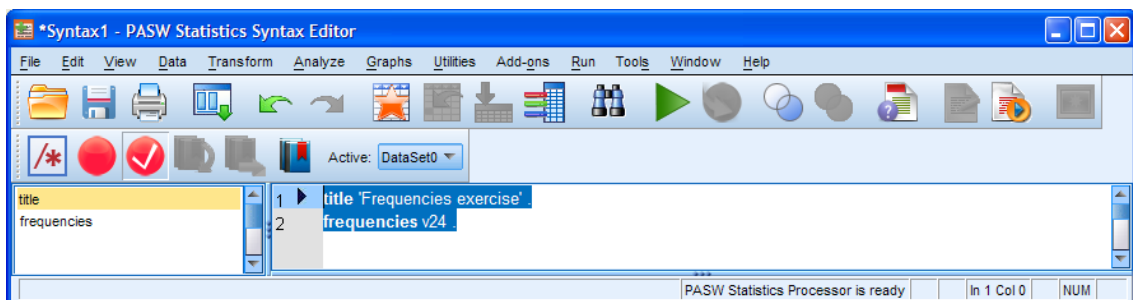 *Syntax1 - PASW Statistics Syntax Editor
File Edit View Data Transform Analyze Graphs Utilities Add-ons Run Tools Window Help
/*
Active: DataSet0
title
frequencies
1 title 'Frequencies exercise' .
2 frequencies v24 .
PASW Statistics Processor is ready In 1 Col 0 NUM